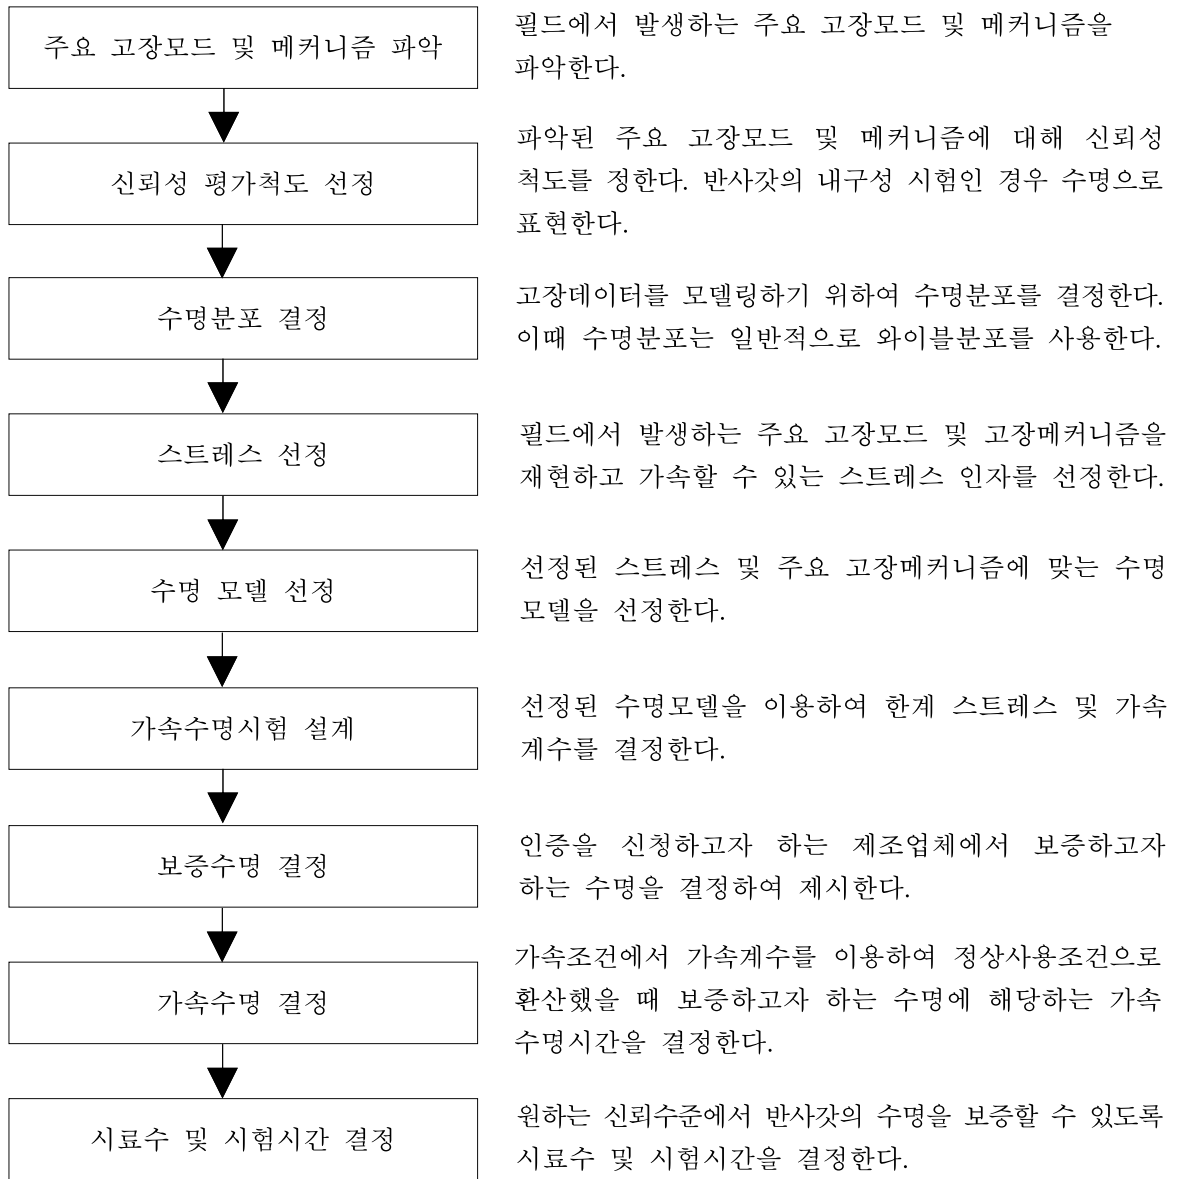 주요 고장모드 및 메커니즘 파악
필드에서 발생하는 주요 고장모드 및 메커니즘을
파악한다.
신뢰성 평가척도 선정
파악된 주요 고장모드 및 메커니즘에 대해 신뢰성
척도를 정한다. 반사갓의 내구성 시험인 경우 수명으로
표현한다.
수명분포 결정
고장데이터를 모델링하기 위하여 수명분포를 결정한다.
이때 수명분포는 일반적으로 와이블분포를 사용한다.
스트레스 선정
필드에서 발생하는 주요 고장모드 및 고장메커니즘을
재현하고 가속할 수 있는 스트레스 인자를 선정한다.
수명 모델 선정
선정된 스트레스 및 주요 고장메커니즘에 맞는 수명
모델을 선정한다.
가속수명시험 설계
선정된 수명모델을 이용하여 한계 스트레스 및 가속
계수를 결정한다.
보증수명 결정
인증을 신청하고자 하는 제조업체에서 보증하고자
하는 수명을 결정하여 제시한다.
가속수명 결정
가속조건에서 가속계수를 이용하여 정상사용조건으로
환산했을 때 보증하고자 하는 수명에 해당하는 가속
수명시간을 결정한다.
시료수 및 시험시간 결정
원하는 신뢰수준에서 반사갓의 수명을 보증할 수 있도록
시료수 및 시험시간을 결정한다.